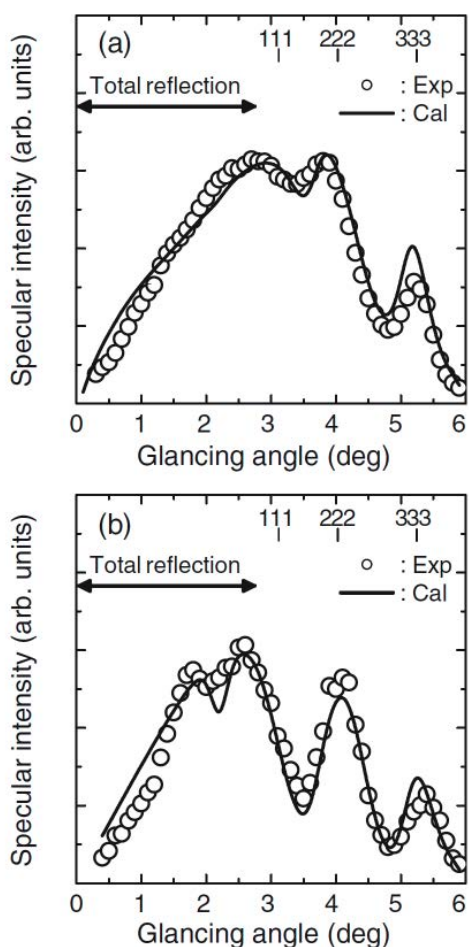 (a)
111 222 333
Total reflection
: Exp
: Cal
Specular intensity (arb. units)
0 1 2 3 4 5 6
Glancing angle (deg)
(b)
111 222 333
Total reflection
: Exp
: Cal
Specular intensity (arb. units)
0 1 2 3 4 5 6
Glancing angle (deg)